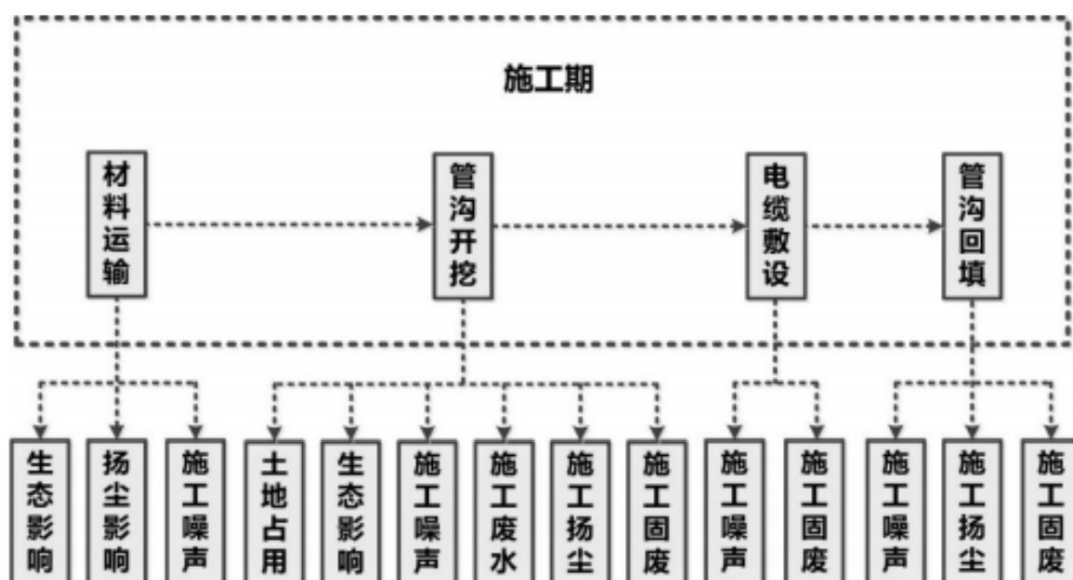 施工期
材料运输
管沟开挖
电缆敷设
管沟回填
生态影响
扬尘影响
施工噪声
土地占用
生态影响
施工噪声
施工废水
施工扬尘
施工固废
施工噪声
施工固废
施工噪声
施工扬尘
施工固废